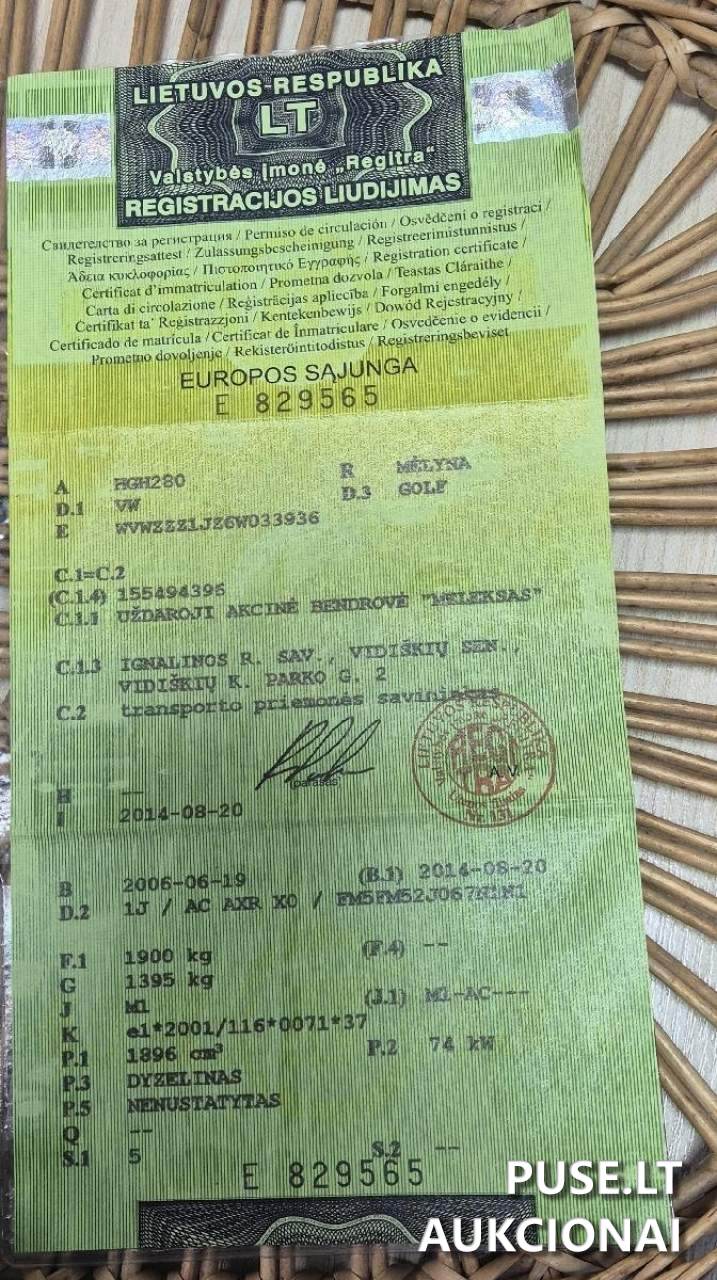 LIETUVOS RESPUBLIKA
LT
Valstybės Įmonė „Regitra“
REGISTRACIJOS LIUDIJIMAS
Свидетелство за регистрация / Permiso de circulación / Osvědčení o registraci /
Registreringsattest / Zulassungsbescheinigung / Registreerimistunnistus /
Άδεια κυκλοφορίας / Πιστοποιητικό Εγγραφής / Registration certificate /
Certificat d'immatriculation / Prometna dozvola / Teastas Cláraithe /
Carta di circolazione / Reģistrācijas apliecība / Forgalmi engedély /
Ċertifikat ta' Reġistrazzjoni / Kentekenbewijs / Dowód Rejestracyjny /
Certificado de matrícula / Certificat de Înmatriculare / Osvedčenie o evidencii /
Prometno dovoljenje / Rekisteröintitodistus / Registreringsbeviset
EUROPOS SĄJUNGA
E 829565
A HGH280 R MĖLYNA
D.1 VW D.3 GOLF
E WVWZZZ1JZ6W033936
C.1=C.2
(C.1.4) 155494395
C.1.1 UŽDAROJI AKCINĖ BENDROVĖ "MELEKSAS"
C.1.3 IGNALINOS R. SAV., VIDIŠKIŲ SEN.,
VIDIŠKIŲ K. PARKO G. 2
C.2 transporto priemonės savininkas
(parašas) A.V.
H --
I 2014-08-20
B 2006-06-19 (B.1) 2014-08-20
D.2 1J / AC AXR X0 /
F.1 1900 kg (F.4) --
G 1395 kg
J M1 (J.1) M1-AC---
K e1*2001/116*0071*37
P.1 1896 cm³ P.2 74 kW
P.3 DYZELINAS
P.5 NENUSTATYTAS
Q --
S.1 5 S.2 --
E 829565
PUSE.LT
AUKCIONAI